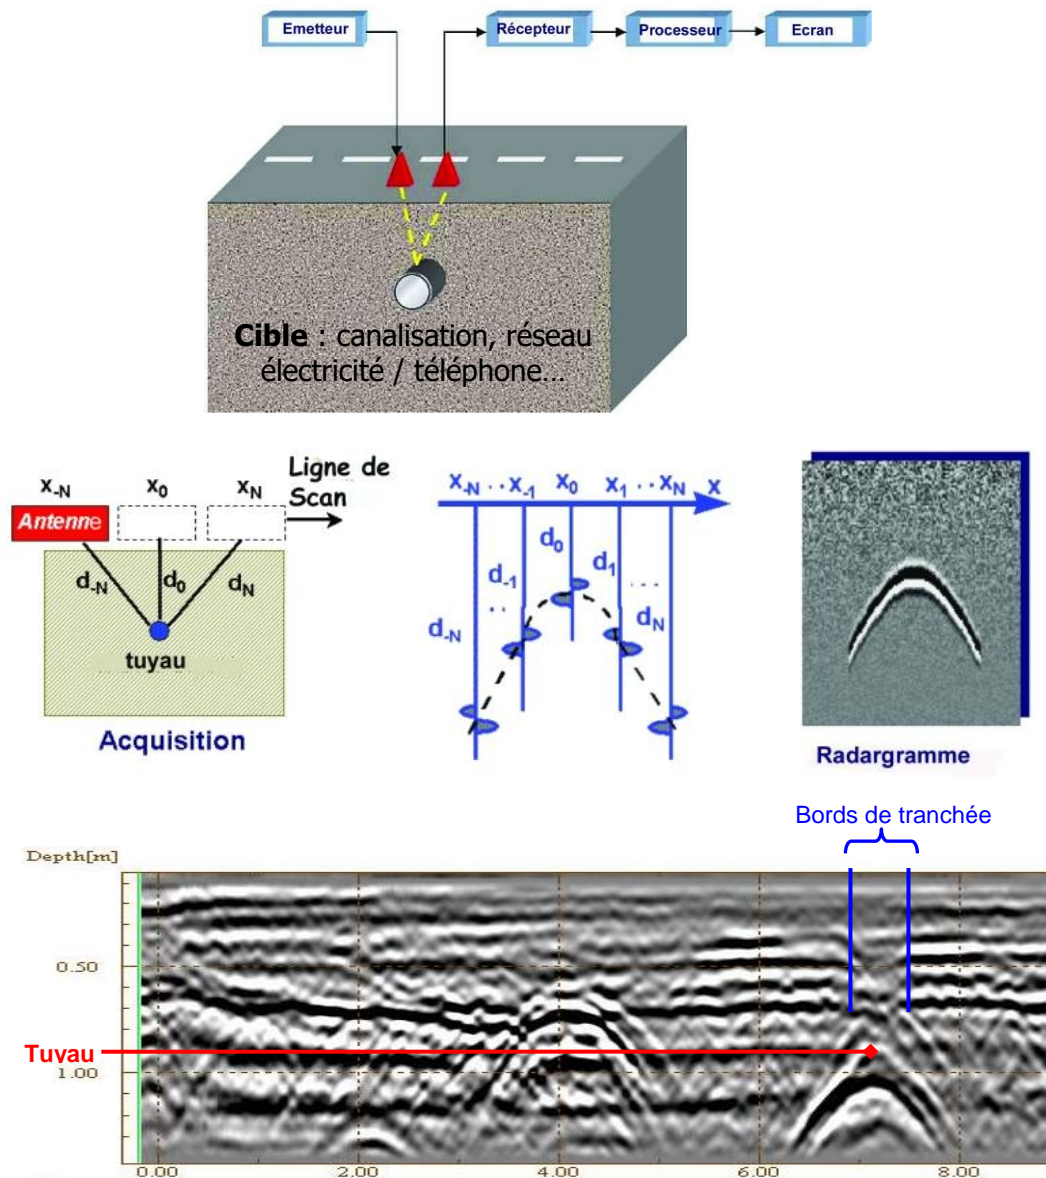 Emetteur
Récepteur
Processeur
Ecran
Cible : canalisation, réseau
électricité / téléphone...
x-N
x0
xN
Ligne de
Scan
Antenne
d-N
d0
dN
tuyau
Acquisition
x-N . . x-1
x0
x1 . . xN
x
d0
d-1
d1
. . .
. .
d-N
dN
Radargramme
Bords de tranchée
Depth[m]
0.50
Tuyau
1.00
0.00
2.00
4.00
6.00
8.00